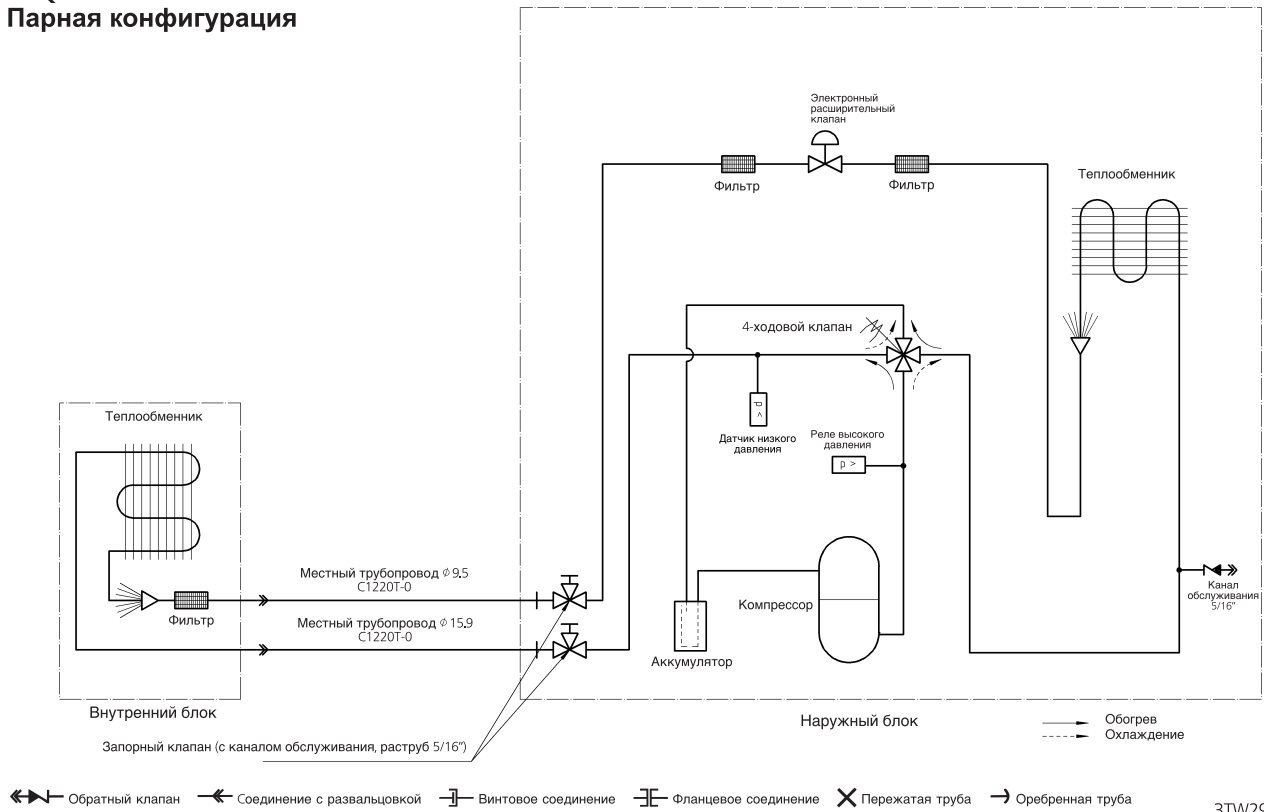 Парная конфигурация
Электронный
расширительный
клапан
Фильтр
Фильтр
Теплообменник
4-ходовой клапан
p <
Датчик низкого
давления
Реле высокого
давления
p >
Теплообменник
Местный трубопровод ϕ 9.5
C1220T-0
Фильтр
Местный трубопровод ϕ 15.9
C1220T-0
Компрессор
Аккумулятор
Канал
обслуживания
5/16"
Внутренний блок
Наружный блок
Обогрев
Охлаждение
Запорный клапан (с каналом обслуживания, раструб 5/16")
Обратный клапан
Соединение с развальцовкой
Винтовое соединение
Фланцевое соединение
Пережатая труба
Оребренная труба
3TW29